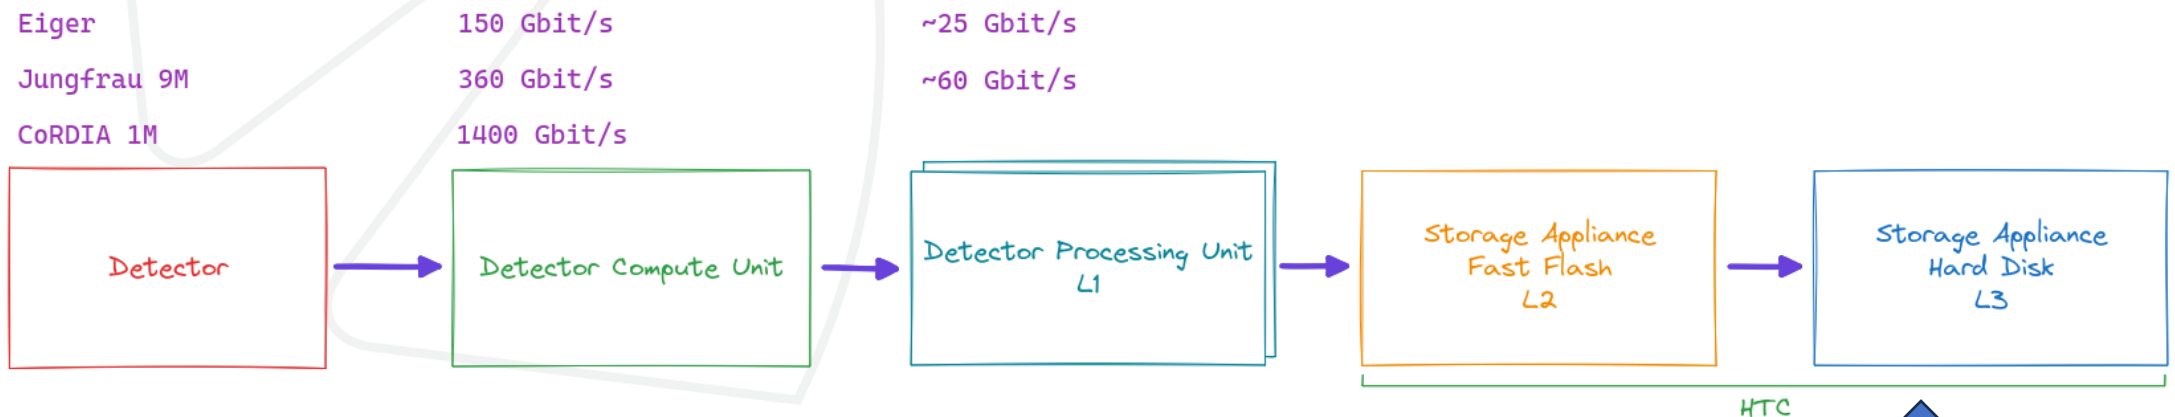 Eiger 150 Gbit/s ~25 Gbit/s
Jungfrau 9M 360 Gbit/s ~60 Gbit/s
CoRDIA 1M 1400 Gbit/s
Detector
Detector Compute Unit
Detector Processing Unit
L1
Storage Appliance
Fast Flash
L2
Storage Appliance
Hard Disk
L3
HTC